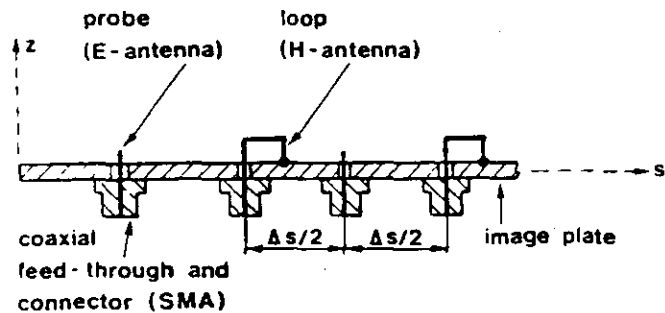 probe
(E-antenna)
loop
(H-antenna)
z
s
Δs/2
Δs/2
image plate
coaxial
feed-through and
connector (SMA)